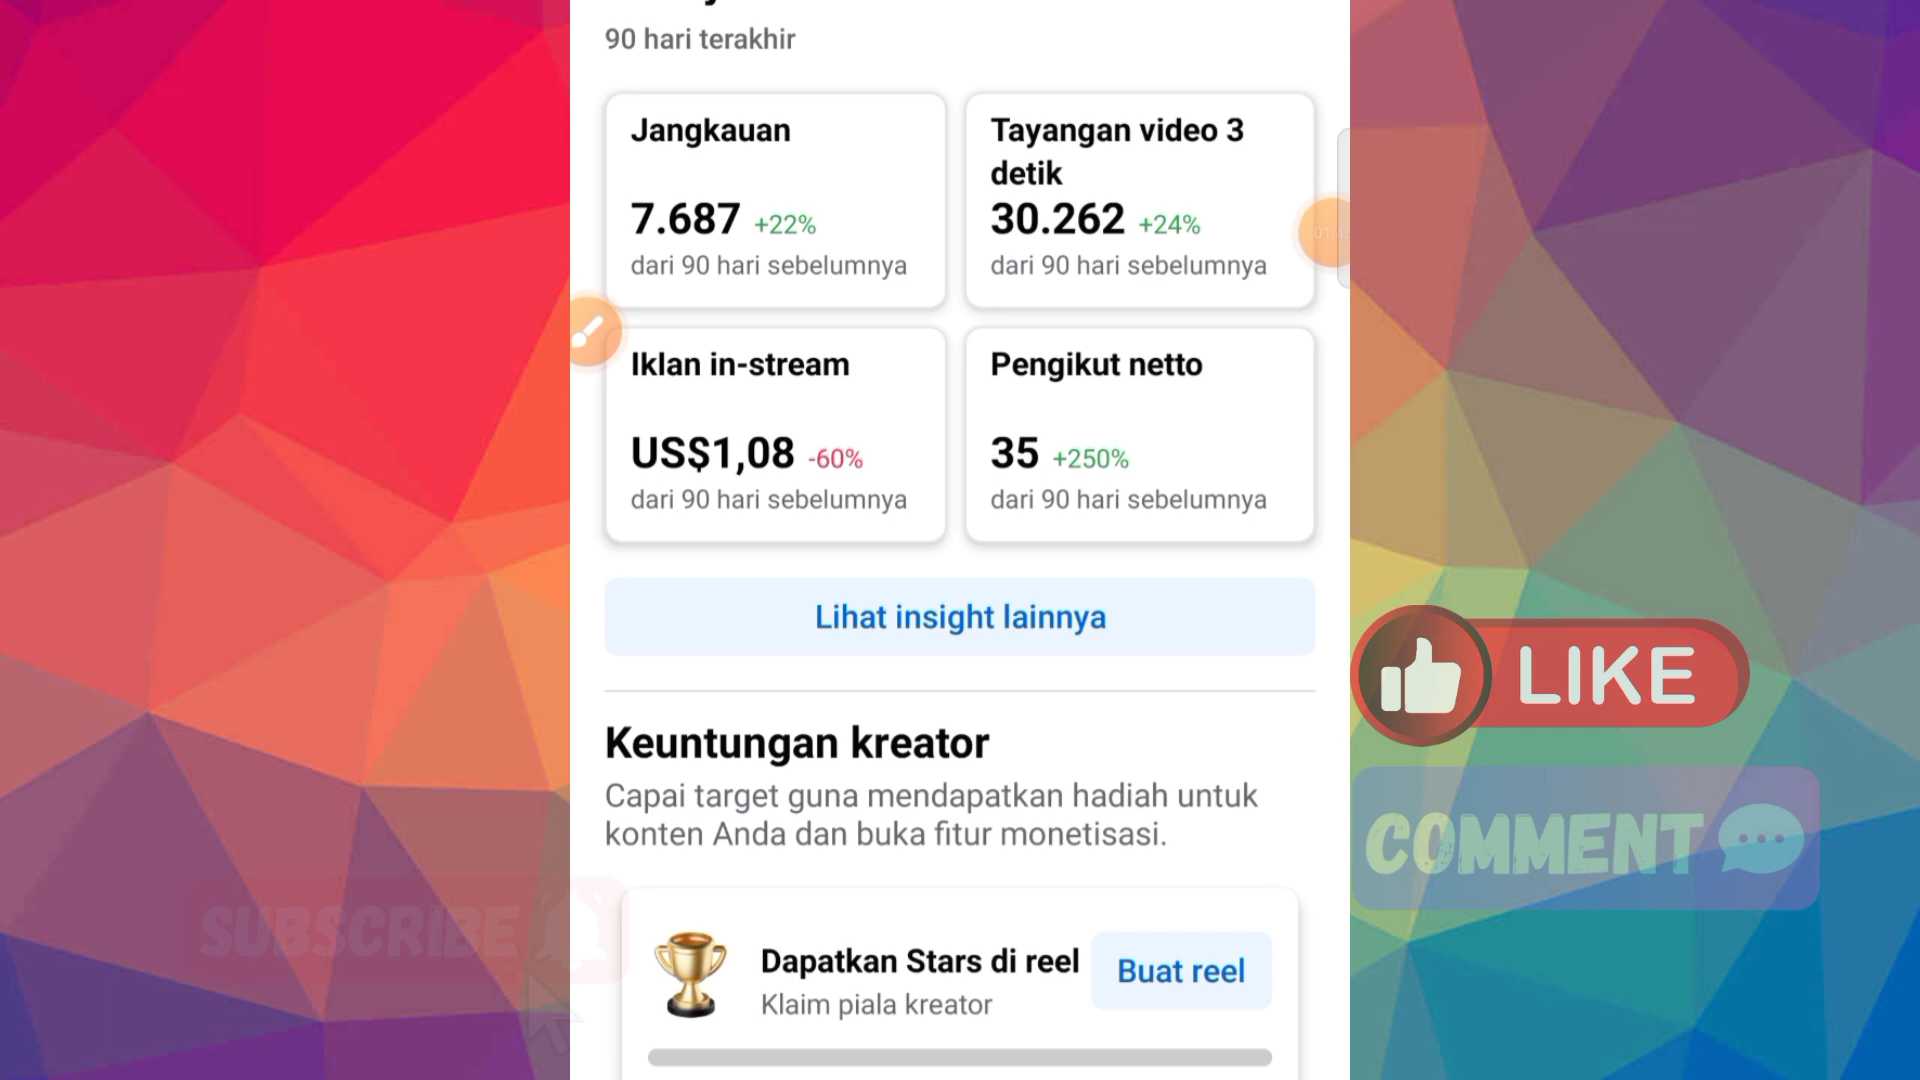 90 hari terakhir
Jangkauan
7.687 +22%
dari 90 hari sebelumnya
Tayangan video 3
detik
30.262 +24%
dari 90 hari sebelumnya
Iklan in-stream
US$1,08 -60%
dari 90 hari sebelumnya
Pengikut netto
35 +250%
dari 90 hari sebelumnya
Lihat insight lainnya
Keuntungan kreator
Capai target guna mendapatkan hadiah untuk
konten Anda dan buka fitur monetisasi.
Dapatkan Stars di reel
Klaim piala kreator
Buat reel
LIKE
COMMENT
SUBSCRIBE